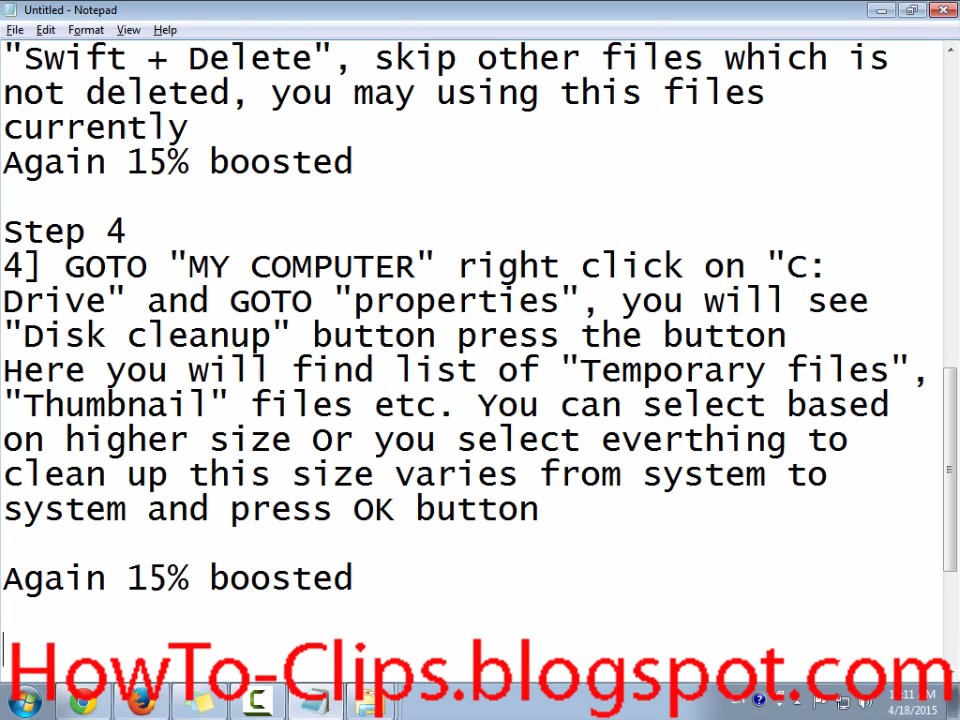 Untitled - Notepad
File Edit Format View Help
"Swift + Delete", skip other files which is
not deleted, you may using this files
currently
Again 15% boosted
Step 4
4] GOTO "MY COMPUTER" right click on "C:
Drive" and GOTO "properties", you will see
"Disk cleanup" button press the button
Here you will find list of "Temporary files",
"Thumbnail" files etc. You can select based
on higher size Or you select everthing to
clean up this size varies from system to
system and press OK button
Again 15% boosted
HowTo-Clips.blogspot.com
4/18/2015